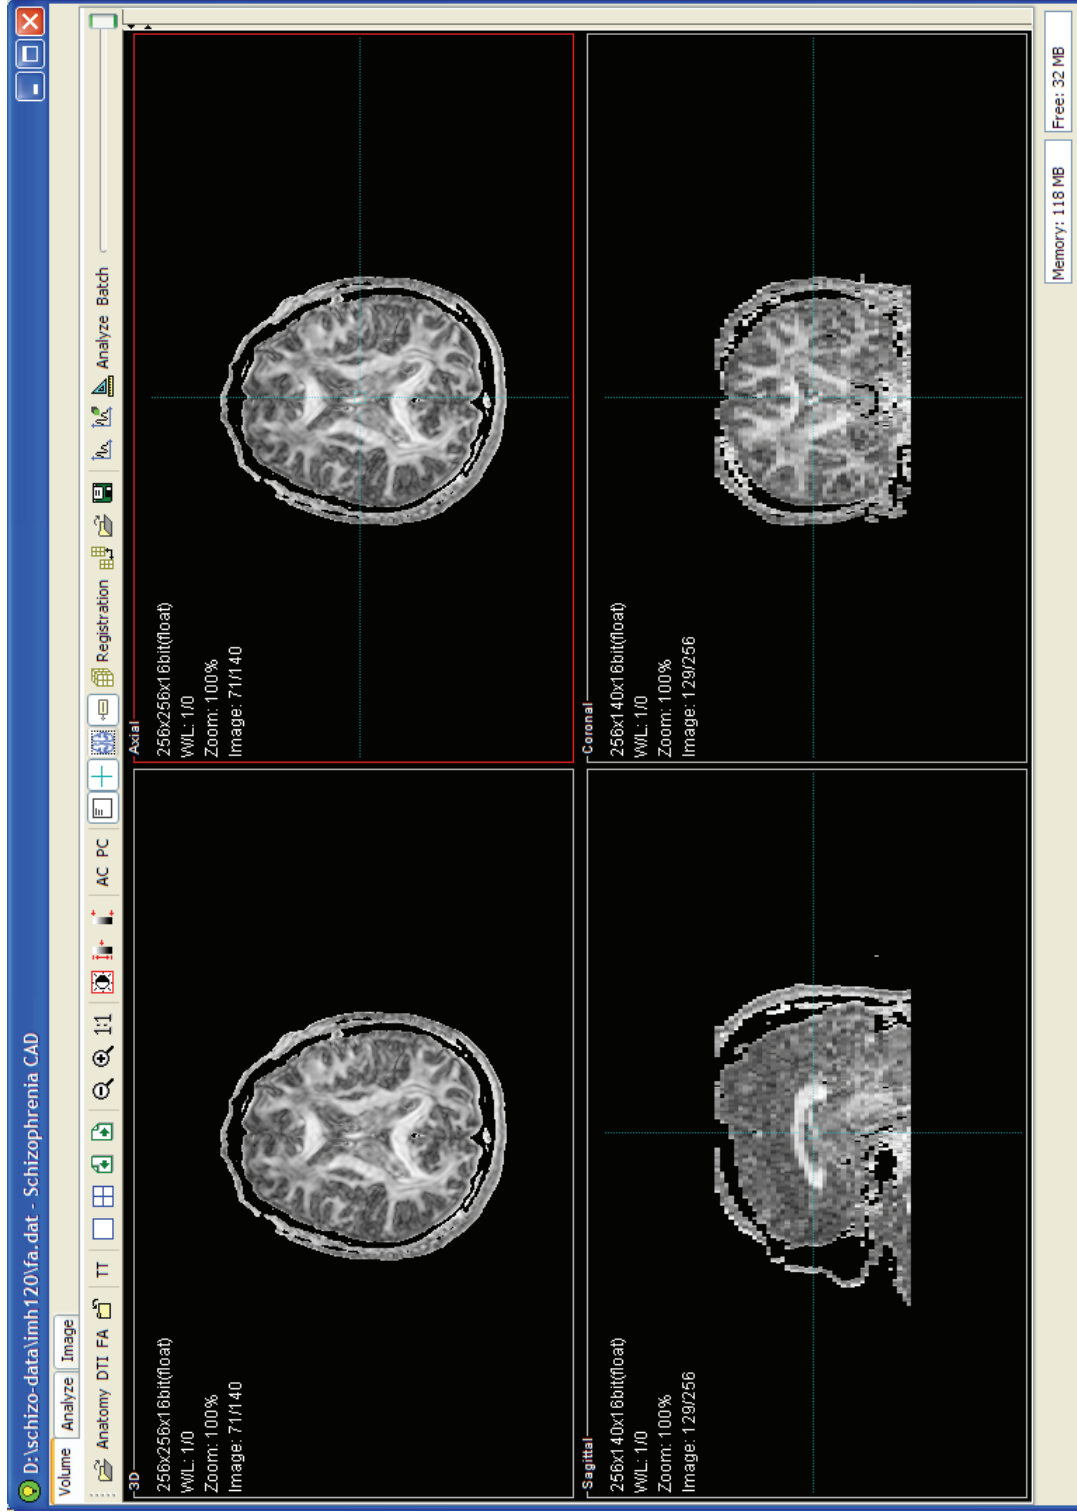 D:\schizo-data\imh120\fa.dat - Schizophrenia CAD
Volume Analyze Image
Anatomy DTI FA TT 1:1 AC PC Registration Analyze Batch
3D
256x256x16bit(float)
W/L: 1/0
Zoom: 100%
Image: 71/140
Axial
256x256x16bit(float)
W/L: 1/0
Zoom: 100%
Image: 71/140
Sagittal
256x140x16bit(float)
W/L: 1/0
Zoom: 100%
Image: 129/256
Coronal
256x140x16bit(float)
W/L: 1/0
Zoom: 100%
Image: 129/256
Memory: 118 MB Free: 32 MB